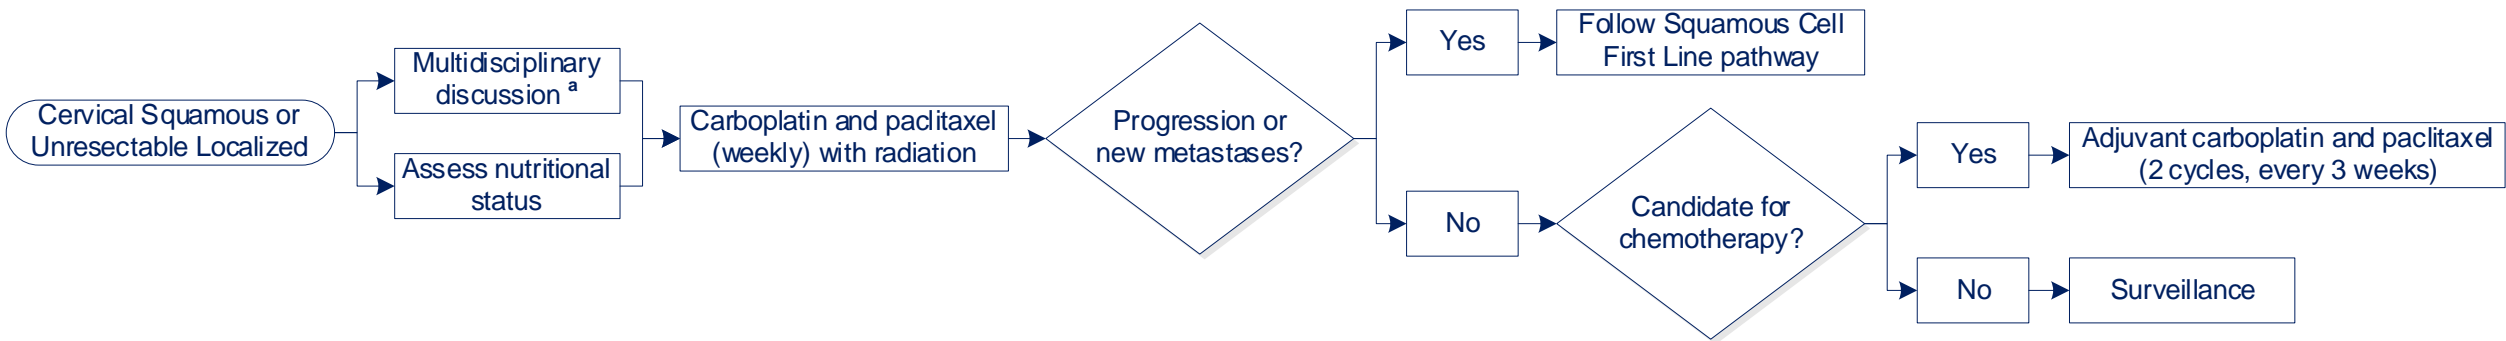 Cervical Squamous or
Unresectable Localized
Multidisciplinary
discussion a
Assess nutritional
status
Carboplatin and paclitaxel
(weekly) with radiation
Progression or
new metastases?
Yes
Follow Squamous Cell
First Line pathway
No
Candidate for
chemotherapy?
Yes
Adjuvant carboplatin and paclitaxel
(2 cycles, every 3 weeks)
No
Surveillance